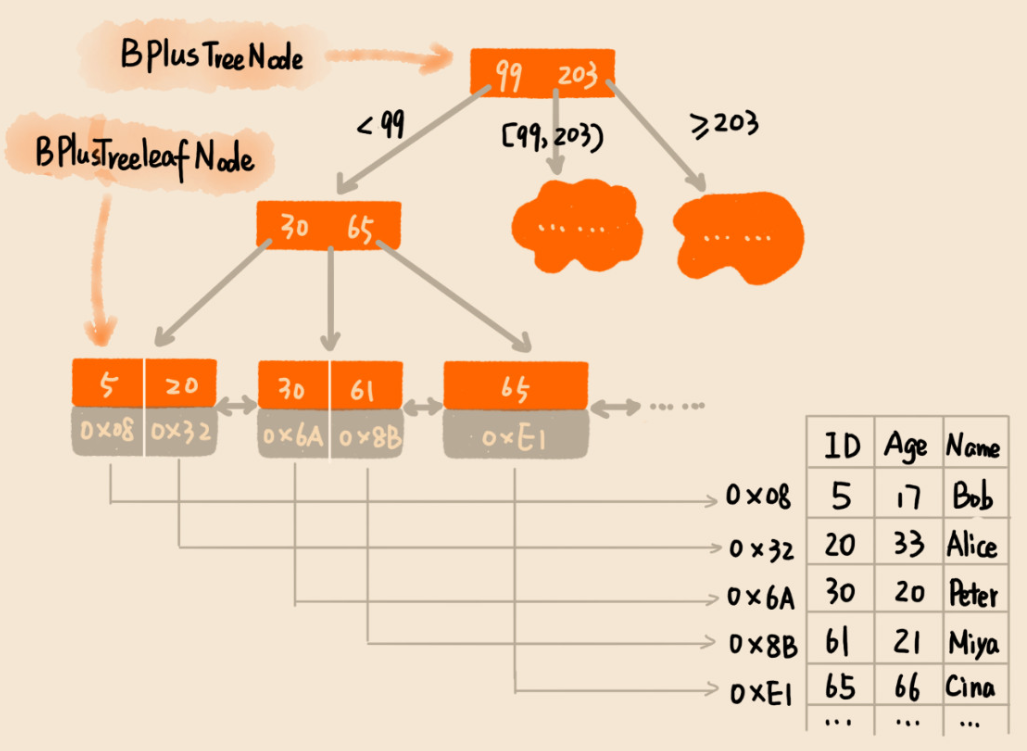 BPlusTreeNode
99 203
BPlusTreeleafNode
<99
[99,203)
≥203
30 65
... ...
... ...
5 20 30 61 65
... ...
0x08 0x32 0x6A 0x8B 0xE1
ID Age Name
0x08 5 17 Bob
0x32 20 33 Alice
0x6A 30 20 Peter
0x8B 61 21 Miya
0xE1 65 66 Cina
... ... ...